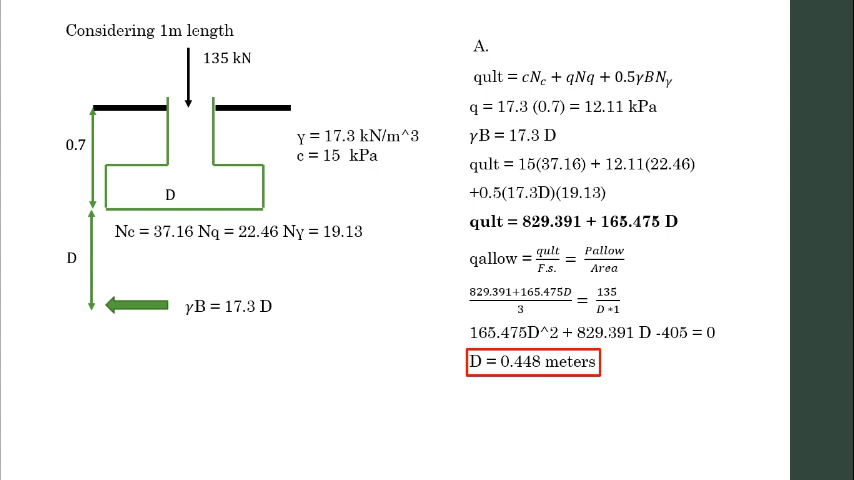 Considering 1m length
135 kN
0.7
γ = 17.3 kN/m^3
c = 15 kPa
D
Nc = 37.16 Nq = 22.46 Nγ = 19.13
D
γB = 17.3 D
A.
qult = cN_c + qNq + 0.5γBN_γ
q = 17.3 (0.7) = 12.11 kPa
γB = 17.3 D
qult = 15(37.16) + 12.11(22.46)
+0.5(17.3D)(19.13)
qult = 829.391 + 165.475 D
qallow = qult/F.s. = Pallow/Area
829.391+165.475D/3 = 135/D*1
165.475D^2 + 829.391 D -405 = 0
D = 0.448 meters